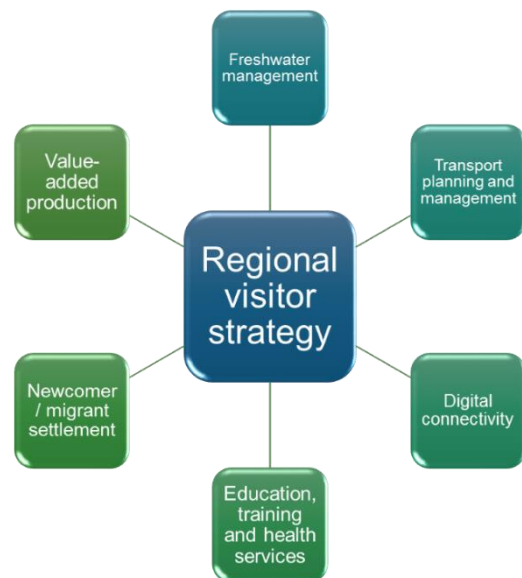 Freshwater
management
Value-
added
production
Transport
planning and
management
Regional
visitor
strategy
Newcomer
/ migrant
settlement
Digital
connectivity
Education,
training
and health
services